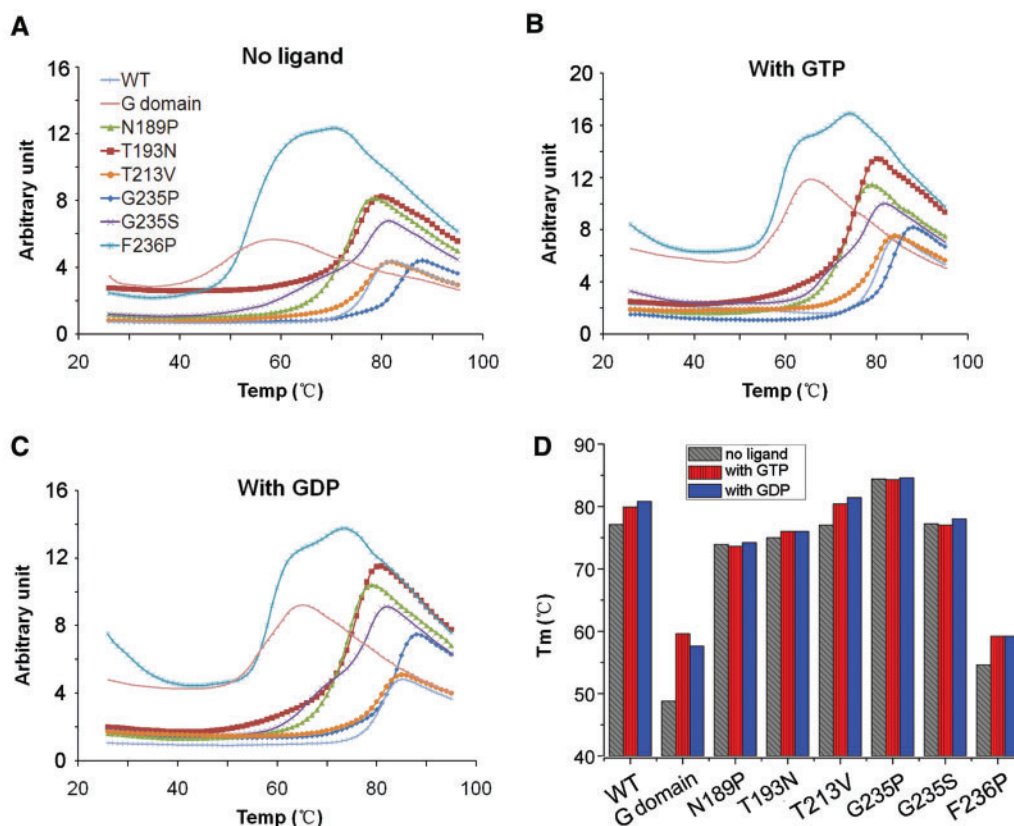 A
No ligand
16
12
8
4
0
Arbitrary unit
WT
G domain
N189P
T193N
T213V
G235P
G235S
F236P
20 40 60 80 100
Temp (℃)
B
With GTP
20
16
12
8
4
0
Arbitrary unit
20 40 60 80 100
Temp (℃)
C
With GDP
16
12
8
4
0
Arbitrary unit
20 40 60 80 100
Temp (℃)
D
90
80
70
60
50
40
Tm (℃)
no ligand
with GTP
with GDP
WT
G domain
N189P
T193N
T213V
G235P
G235S
F236P